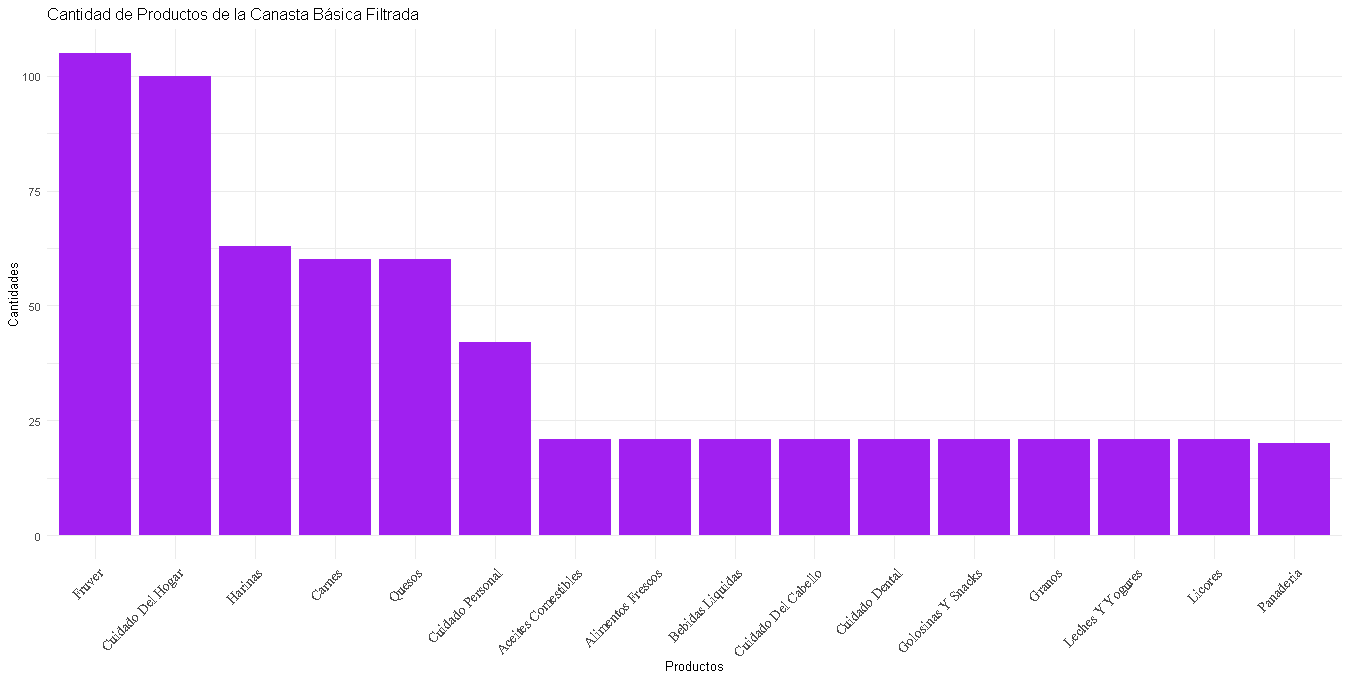 Cantidad de Productos de la Canasta Básica Filtrada
Cantidades
100
75
50
25
0
Fruver
Cuidado Del Hogar
Harinas
Carnes
Quesos
Cuidado Personal
Aceites Comestibles
Alimentos Frescos
Bebidas Liquidas
Cuidado Del Cabello
Cuidado Dental
Golosinas Y Snacks
Granos
Leches Y Yogures
Licores
Panaderia
Productos